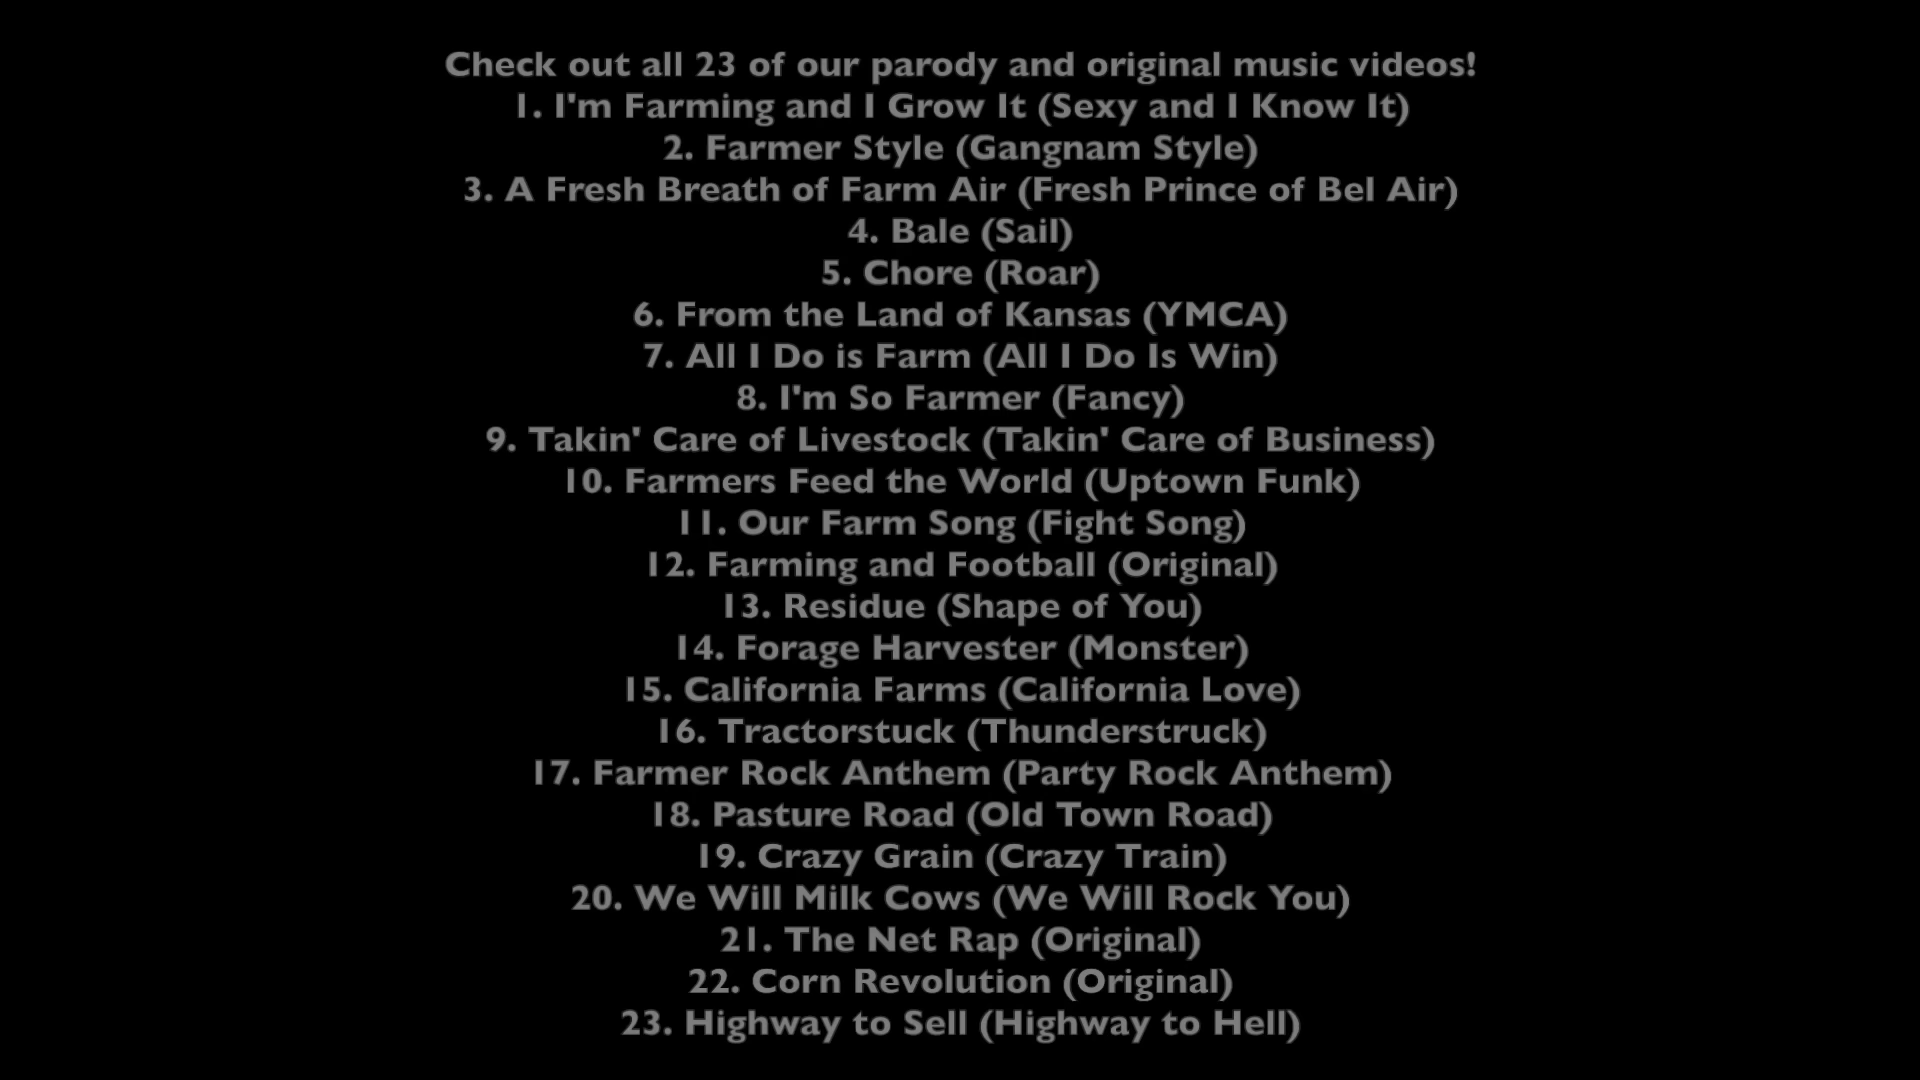 Check out all 23 of our parody and original music videos!
1. I'm Farming and I Grow It (Sexy and I Know It)
2. Farmer Style (Gangnam Style)
3. A Fresh Breath of Farm Air (Fresh Prince of Bel Air)
4. Bale (Sail)
5. Chore (Roar)
6. From the Land of Kansas (YMCA)
7. All I Do is Farm (All I Do Is Win)
8. I'm So Farmer (Fancy)
9. Takin' Care of Livestock (Takin' Care of Business)
10. Farmers Feed the World (Uptown Funk)
11. Our Farm Song (Fight Song)
12. Farming and Football (Original)
13. Residue (Shape of You)
14. Forage Harvester (Monster)
15. California Farms (California Love)
16. Tractorstuck (Thunderstruck)
17. Farmer Rock Anthem (Party Rock Anthem)
18. Pasture Road (Old Town Road)
19. Crazy Grain (Crazy Train)
20. We Will Milk Cows (We Will Rock You)
21. The Net Rap (Original)
22. Corn Revolution (Original)
23. Highway to Sell (Highway to Hell)